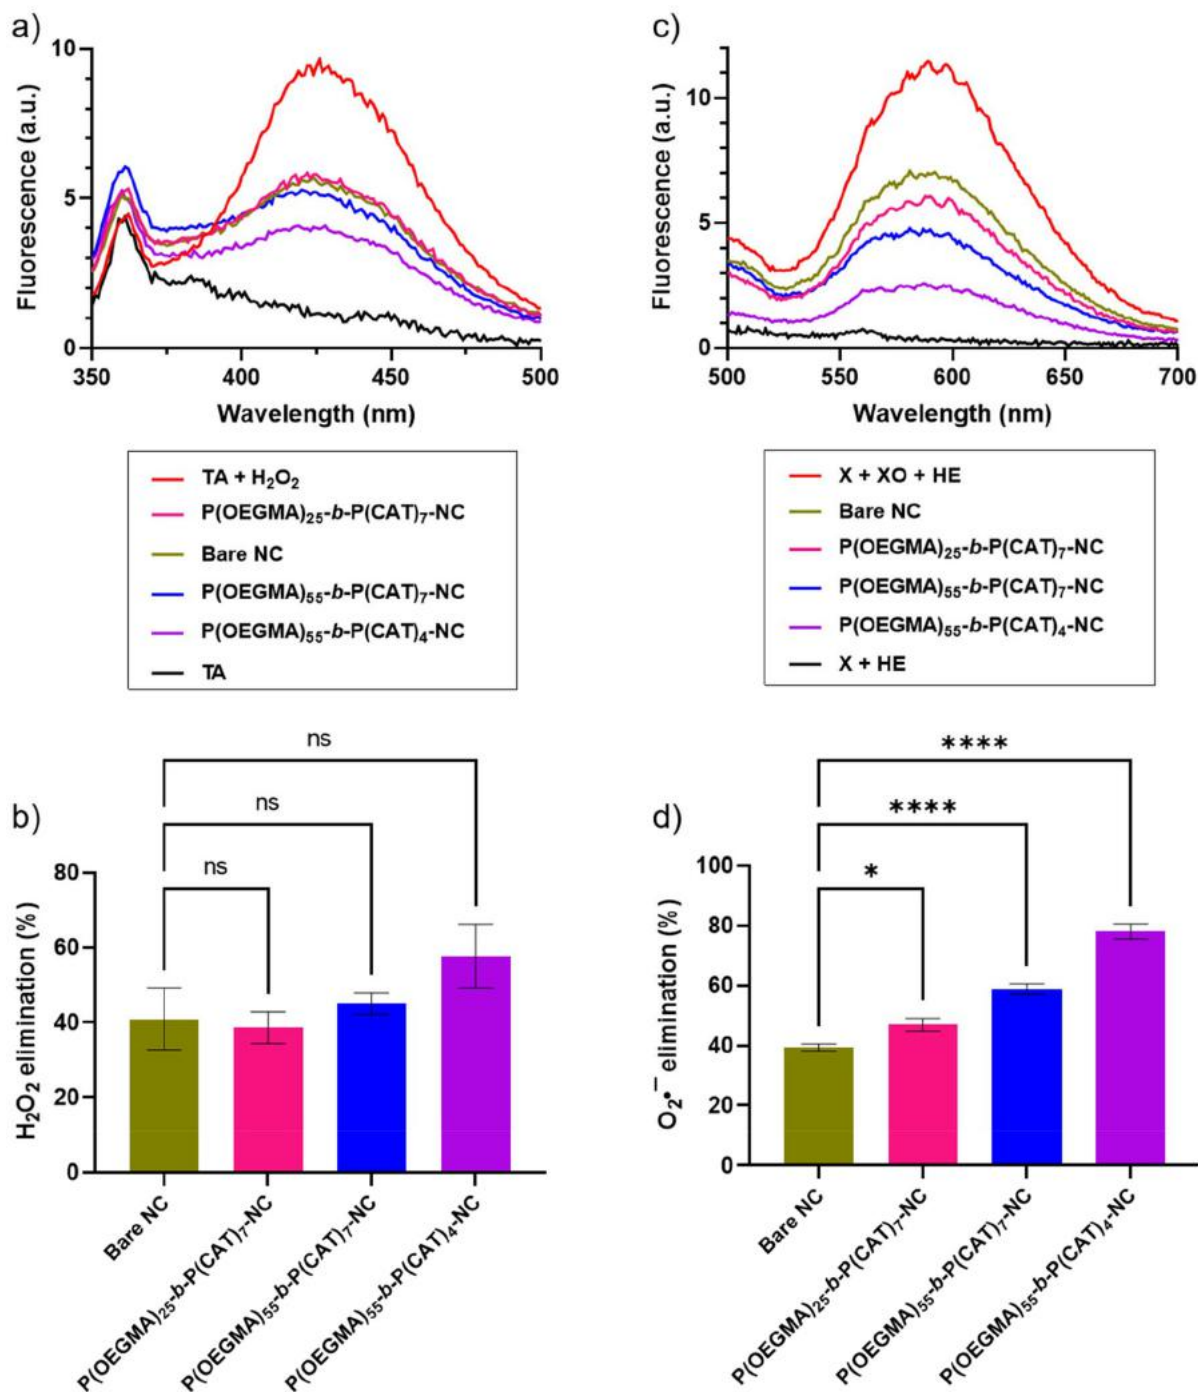 a)
10
5
0
Fluorescence (a.u.)
350
400
450
500
Wavelength (nm)
TA + H₂O₂
P(OEGMA)₂₅-b-P(CAT)₇-NC
Bare NC
P(OEGMA)₅₅-b-P(CAT)₇-NC
P(OEGMA)₅₅-b-P(CAT)₄-NC
TA
c)
10
5
0
Fluorescence (a.u.)
500
550
600
650
700
Wavelength (nm)
X + XO + HE
Bare NC
P(OEGMA)₂₅-b-P(CAT)₇-NC
P(OEGMA)₅₅-b-P(CAT)₇-NC
P(OEGMA)₅₅-b-P(CAT)₄-NC
X + HE
b)
ns
ns
ns
80
60
40
20
0
H₂O₂ elimination (%)
Bare NC
P(OEGMA)₂₅-b-P(CAT)₇-NC
P(OEGMA)₅₅-b-P(CAT)₇-NC
P(OEGMA)₅₅-b-P(CAT)₄-NC
d)
****
****
*
100
80
60
40
20
0
O₂•⁻ elimination (%)
Bare NC
P(OEGMA)₂₅-b-P(CAT)₇-NC
P(OEGMA)₅₅-b-P(CAT)₇-NC
P(OEGMA)₅₅-b-P(CAT)₄-NC